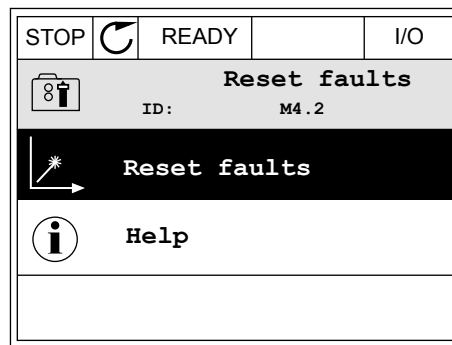 STOP READY I/O
Reset faults
ID: M4.2
Reset faults
Help